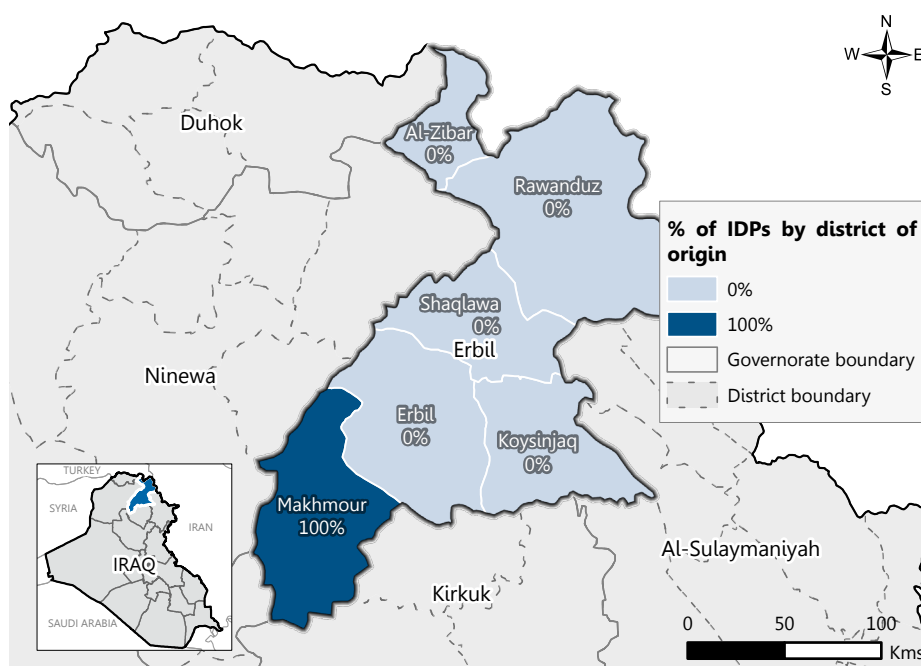 N
W E
S
Duhok
Al-Zibar
0%
Rawanduz
0%
% of IDPs by district of
origin
0%
100%
Governorate boundary
District boundary
Shaqlawa
0%
Erbil
Ninewa
Erbil
0%
Koysinjaq
0%
Makhmour
100%
TURKEY
SYRIA
IRAN
IRAQ
SAUDI ARABIA
Al-Sulaymaniyah
Kirkuk
0 50 100
Kms